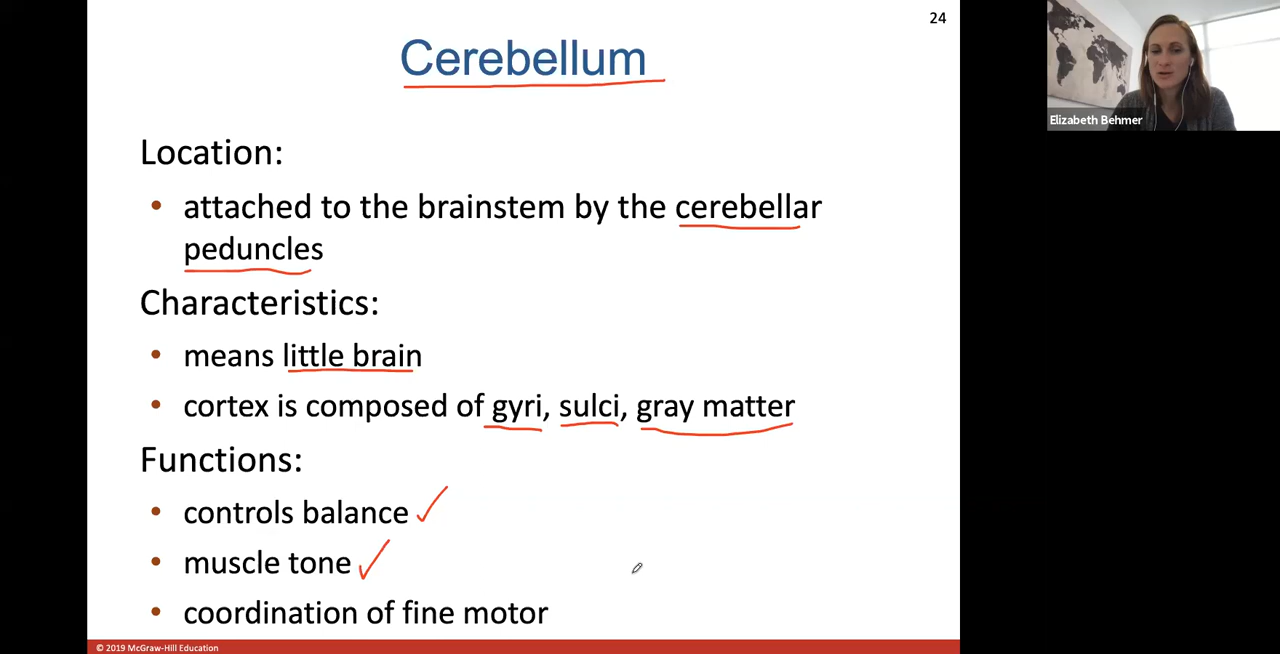 24
Cerebellum
Elizabeth Behmer
Location:
• attached to the brainstem by the cerebellar
peduncles
Characteristics:
• means little brain
• cortex is composed of gyri, sulci, gray matter
Functions:
• controls balance
• muscle tone
• coordination of fine motor
© 2019 McGraw-Hill Education